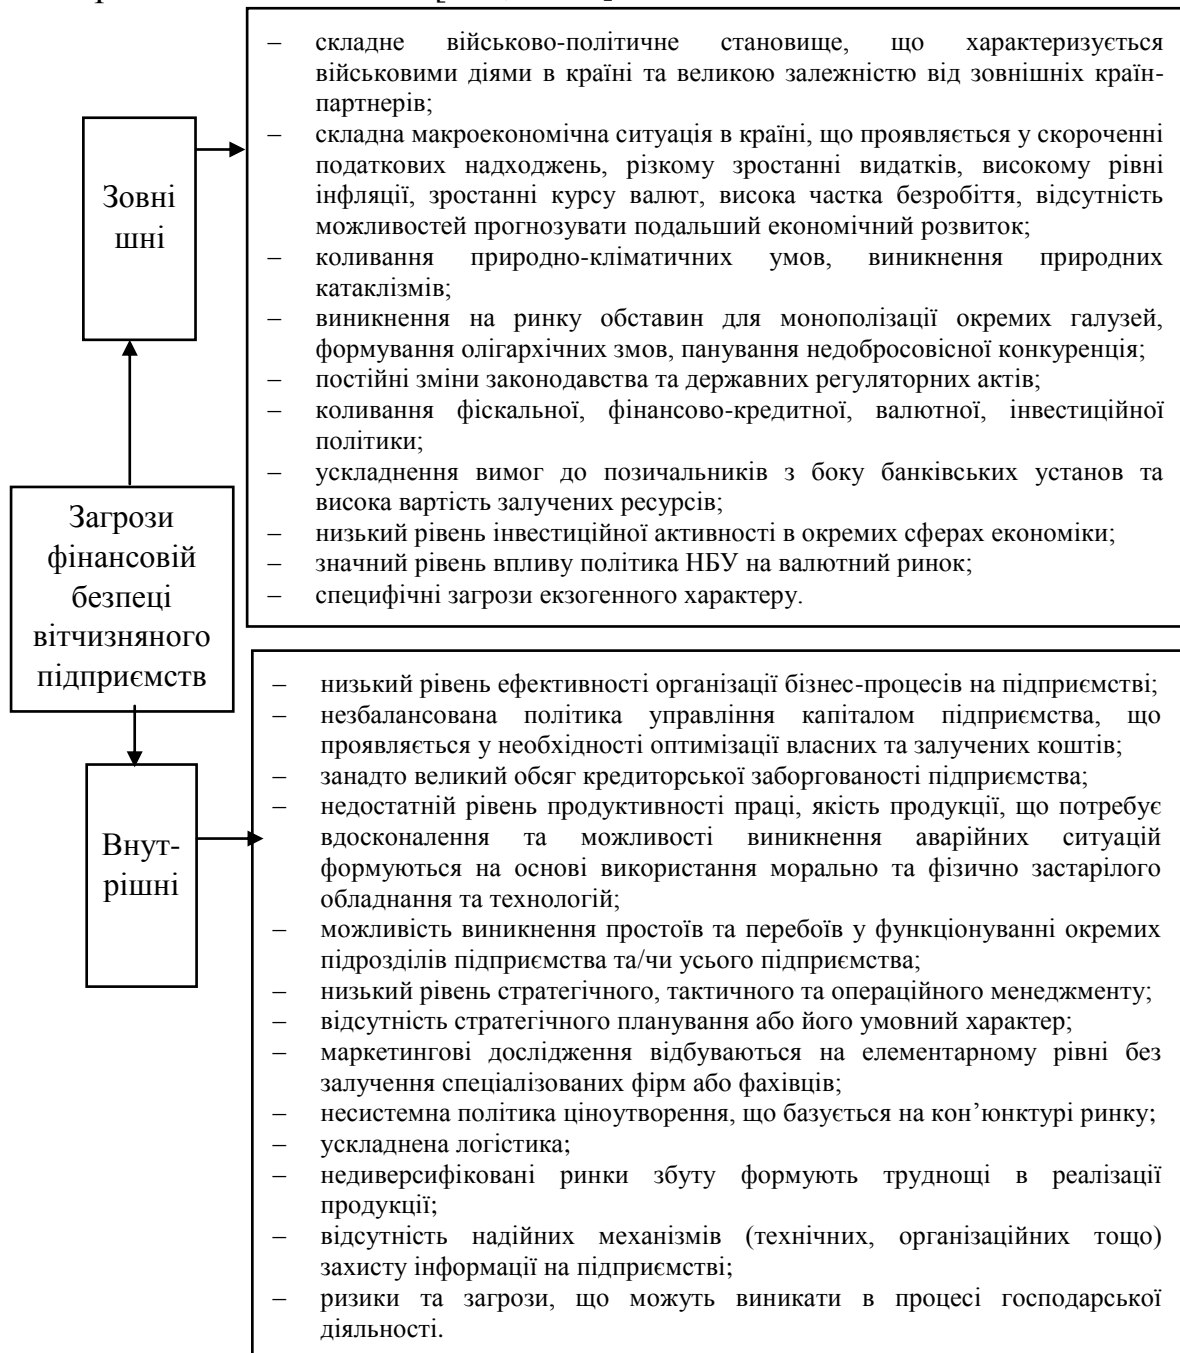 складне військово-політичне становище, що характеризується
військовими діями в країні та великою залежністю від зовнішніх країн-
партнерів;
– складна макроекономічна ситуація в країні, що проявляється у скороченні
податкових надходжень, різкому зростанні видатків, високому рівні
інфляції, зростанні курсу валют, висока частка безробіття, відсутність
можливостей прогнозувати подальший економічний розвиток;
– коливання природно-кліматичних умов, виникнення природних
катаклізмів;
– виникнення на ринку обставин для монополізації окремих галузей,
формування олігархічних змов, панування недобросовісної конкуренція;
– постійні зміни законодавства та державних регуляторних актів;
– коливання фіскальної, фінансово-кредитної, валютної, інвестиційної
політики;
– ускладнення вимог до позичальників з боку банківських установ та
висока вартість залучених ресурсів;
– низький рівень інвестиційної активності в окремих сферах економіки;
– значний рівень впливу політика НБУ на валютний ринок;
– специфічні загрози екзогенного характеру.
Зовні
шні
Загрози
фінансовій
безпеці
вітчизняного
підприємств
Внут-
рішні
– низький рівень ефективності організації бізнес-процесів на підприємстві;
– незбалансована політика управління капіталом підприємства, що
проявляється у необхідності оптимізації власних та залучених коштів;
– занадто великий обсяг кредиторської заборгованості підприємства;
– недостатній рівень продуктивності праці, якість продукції, що потребує
вдосконалення та можливості виникнення аварійних ситуацій
формуються на основі використання морально та фізично застарілого
обладнання та технологій;
– можливість виникнення простоїв та перебоїв у функціонуванні окремих
підрозділів підприємства та/чи усього підприємства;
– низький рівень стратегічного, тактичного та операційного менеджменту;
– відсутність стратегічного планування або його умовний характер;
– маркетингові дослідження відбуваються на елементарному рівні без
залучення спеціалізованих фірм або фахівців;
– несистемна політика ціноутворення, що базується на кон’юнктурі ринку;
– ускладнена логістика;
– недиверсифіковані ринки збуту формують труднощі в реалізації
продукції;
– відсутність надійних механізмів (технічних, організаційних тощо)
захисту інформації на підприємстві;
– ризики та загрози, що можуть виникати в процесі господарської
діяльності.